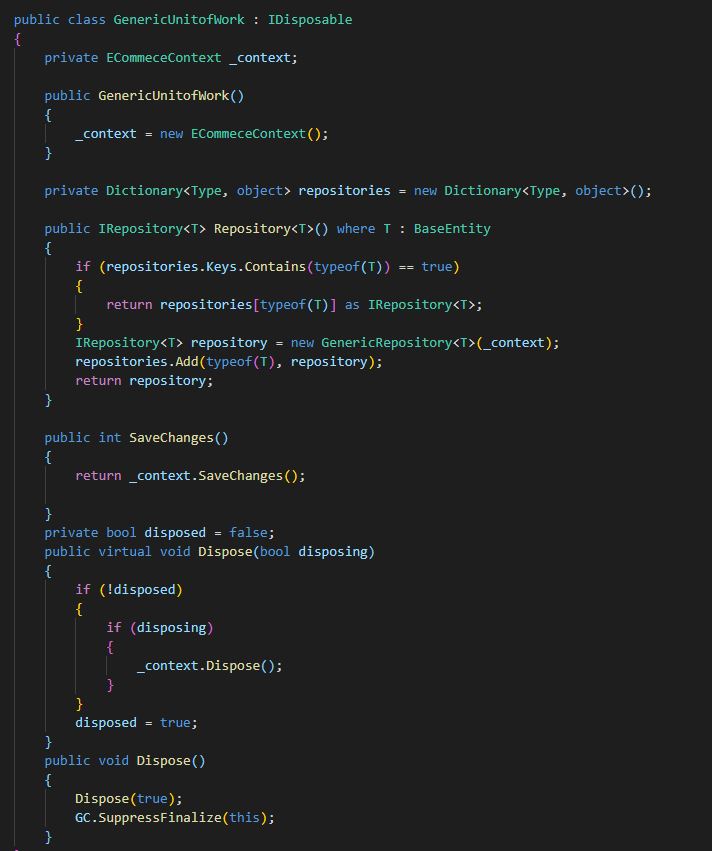 public class GenericUnitofWork : IDisposable
{
    private ECommeceContext _context;

    public GenericUnitofWork()
    {
        _context = new ECommeceContext();
    }

    private Dictionary<Type, object> repositories = new Dictionary<Type, object>();

    public IRepository<T> Repository<T>() where T : BaseEntity
    {
        if (repositories.Keys.Contains(typeof(T)) == true)
        {
            return repositories[typeof(T)] as IRepository<T>;
        }
        IRepository<T> repository = new GenericRepository<T>(_context);
        repositories.Add(typeof(T), repository);
        return repository;
    }

    public int SaveChanges()
    {
        return _context.SaveChanges();

    }
    private bool disposed = false;
    public virtual void Dispose(bool disposing)
    {
        if (!disposed)
        {
            if (disposing)
            {
                _context.Dispose();
            }
        }
        disposed = true;
    }
    public void Dispose()
    {
        Dispose(true);
        GC.SuppressFinalize(this);
    }